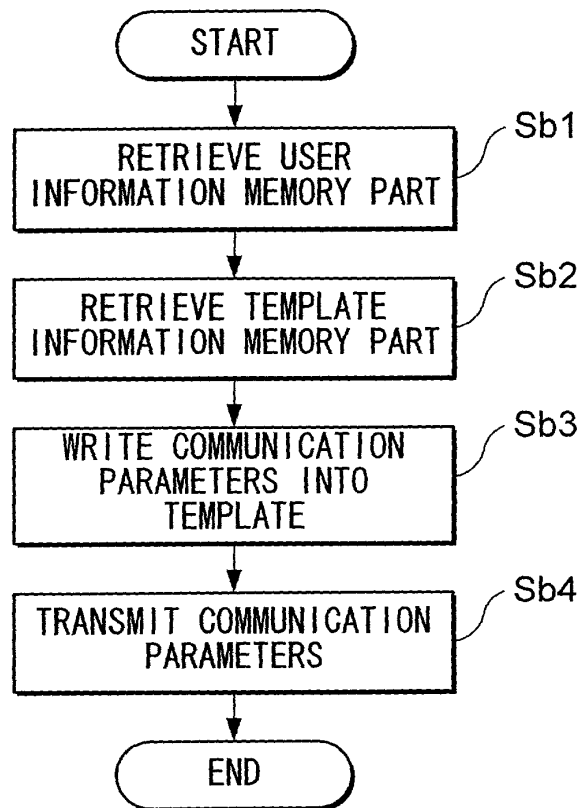 START
Sb1
RETRIEVE USER
INFORMATION MEMORY PART
Sb2
RETRIEVE TEMPLATE
INFORMATION MEMORY PART
Sb3
WRITE COMMUNICATION
PARAMETERS INTO
TEMPLATE
Sb4
TRANSMIT COMMUNICATION
PARAMETERS
END